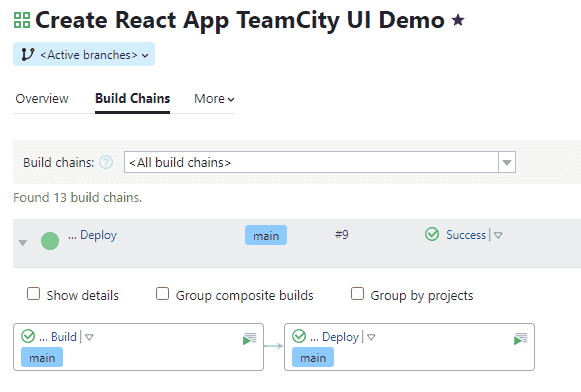 Create React App TeamCity UI Demo
<Active branches>
Overview Build Chains More
Build chains: ? <All build chains>
Found 13 build chains.
... Deploy main #9 Success
Show details Group composite builds Group by projects
... Build ... Deploy
main main